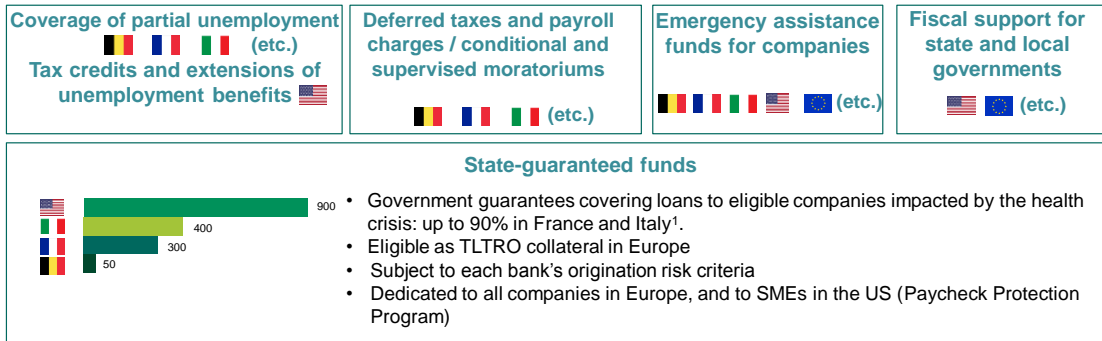 Coverage of partial unemployment
(etc.)
Tax credits and extensions of
unemployment benefits
Deferred taxes and payroll
charges / conditional and
supervised moratoriums
(etc.)
Emergency assistance
funds for companies
(etc.)
Fiscal support for
state and local
governments
(etc.)
State-guaranteed funds
900
400
300
50
• Government guarantees covering loans to eligible companies impacted by the health
crisis: up to 90% in France and Italy¹.
• Eligible as TLTRO collateral in Europe
• Subject to each bank's origination risk criteria
• Dedicated to all companies in Europe, and to SMEs in the US (Paycheck Protection
Program)